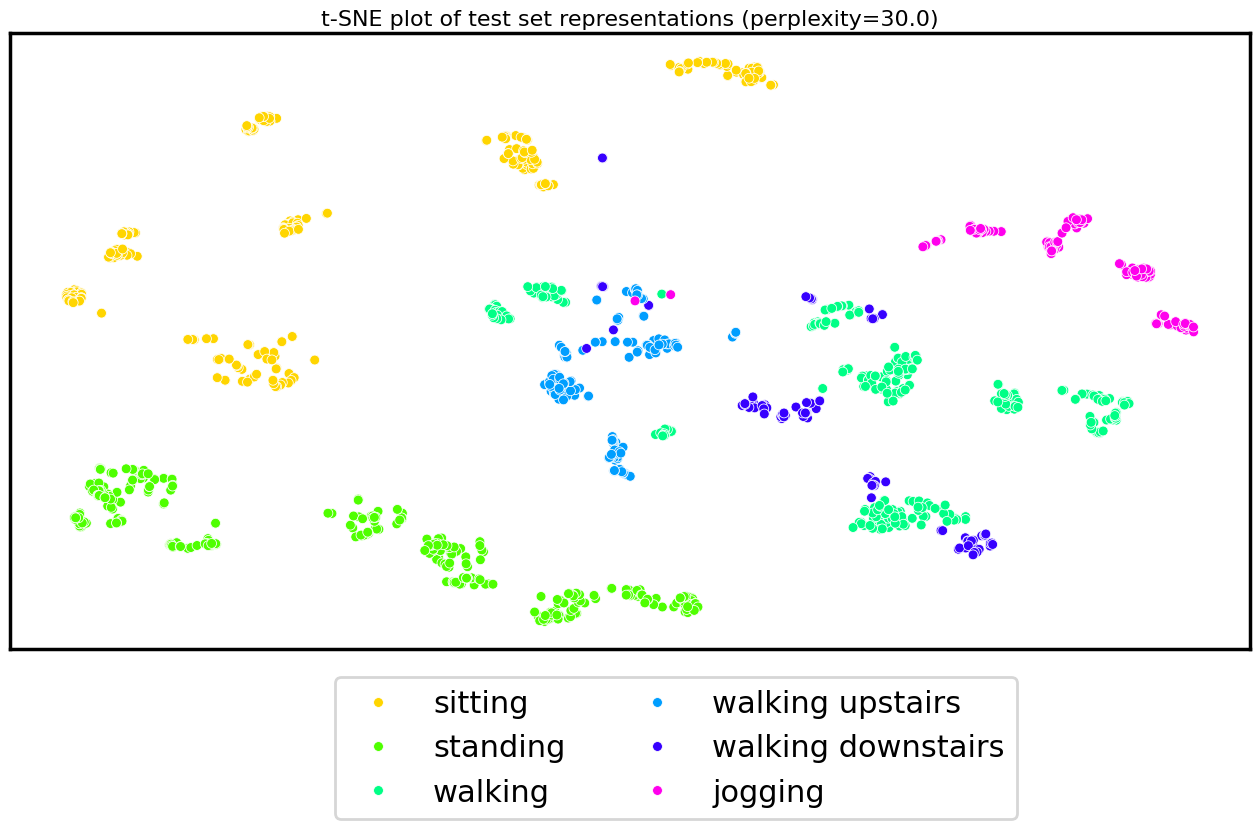 t-SNE plot of test set representations (perplexity=30.0)
sitting
standing
walking
walking upstairs
walking downstairs
jogging